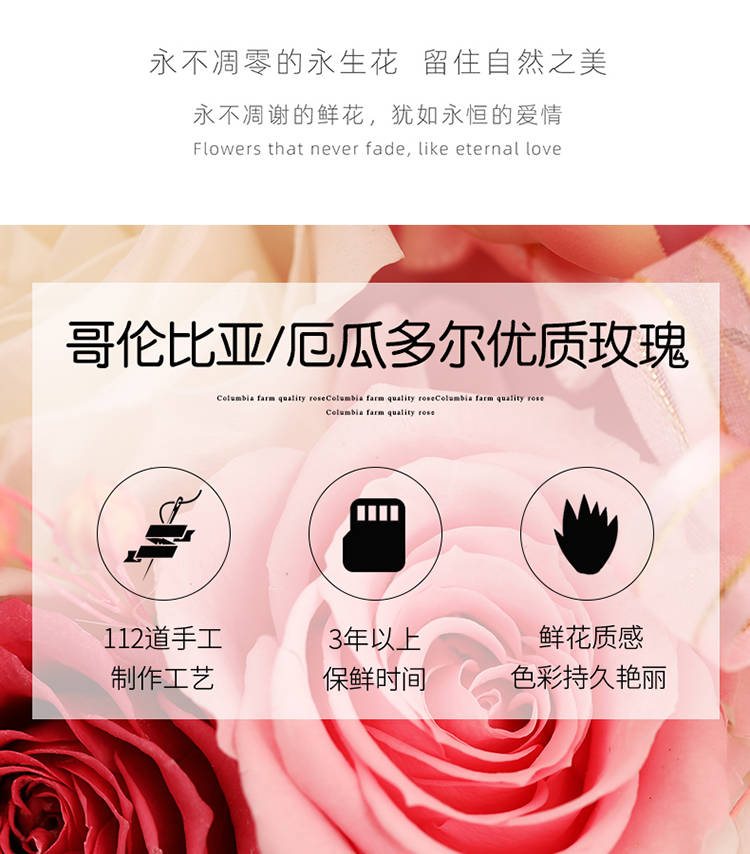 永不凋零的永生花 留住自然之美
永不凋谢的鲜花，犹如永恒的爱情
Flowers that never fade, like eternal love
哥伦比亚/厄瓜多尔优质玫瑰
Columbia farm quality roseColumbia farm quality roseColumbia farm quality rose
Columbia farm quality rose
112道手工
制作工艺
3年以上
保鲜时间
鲜花质感
色彩持久艳丽